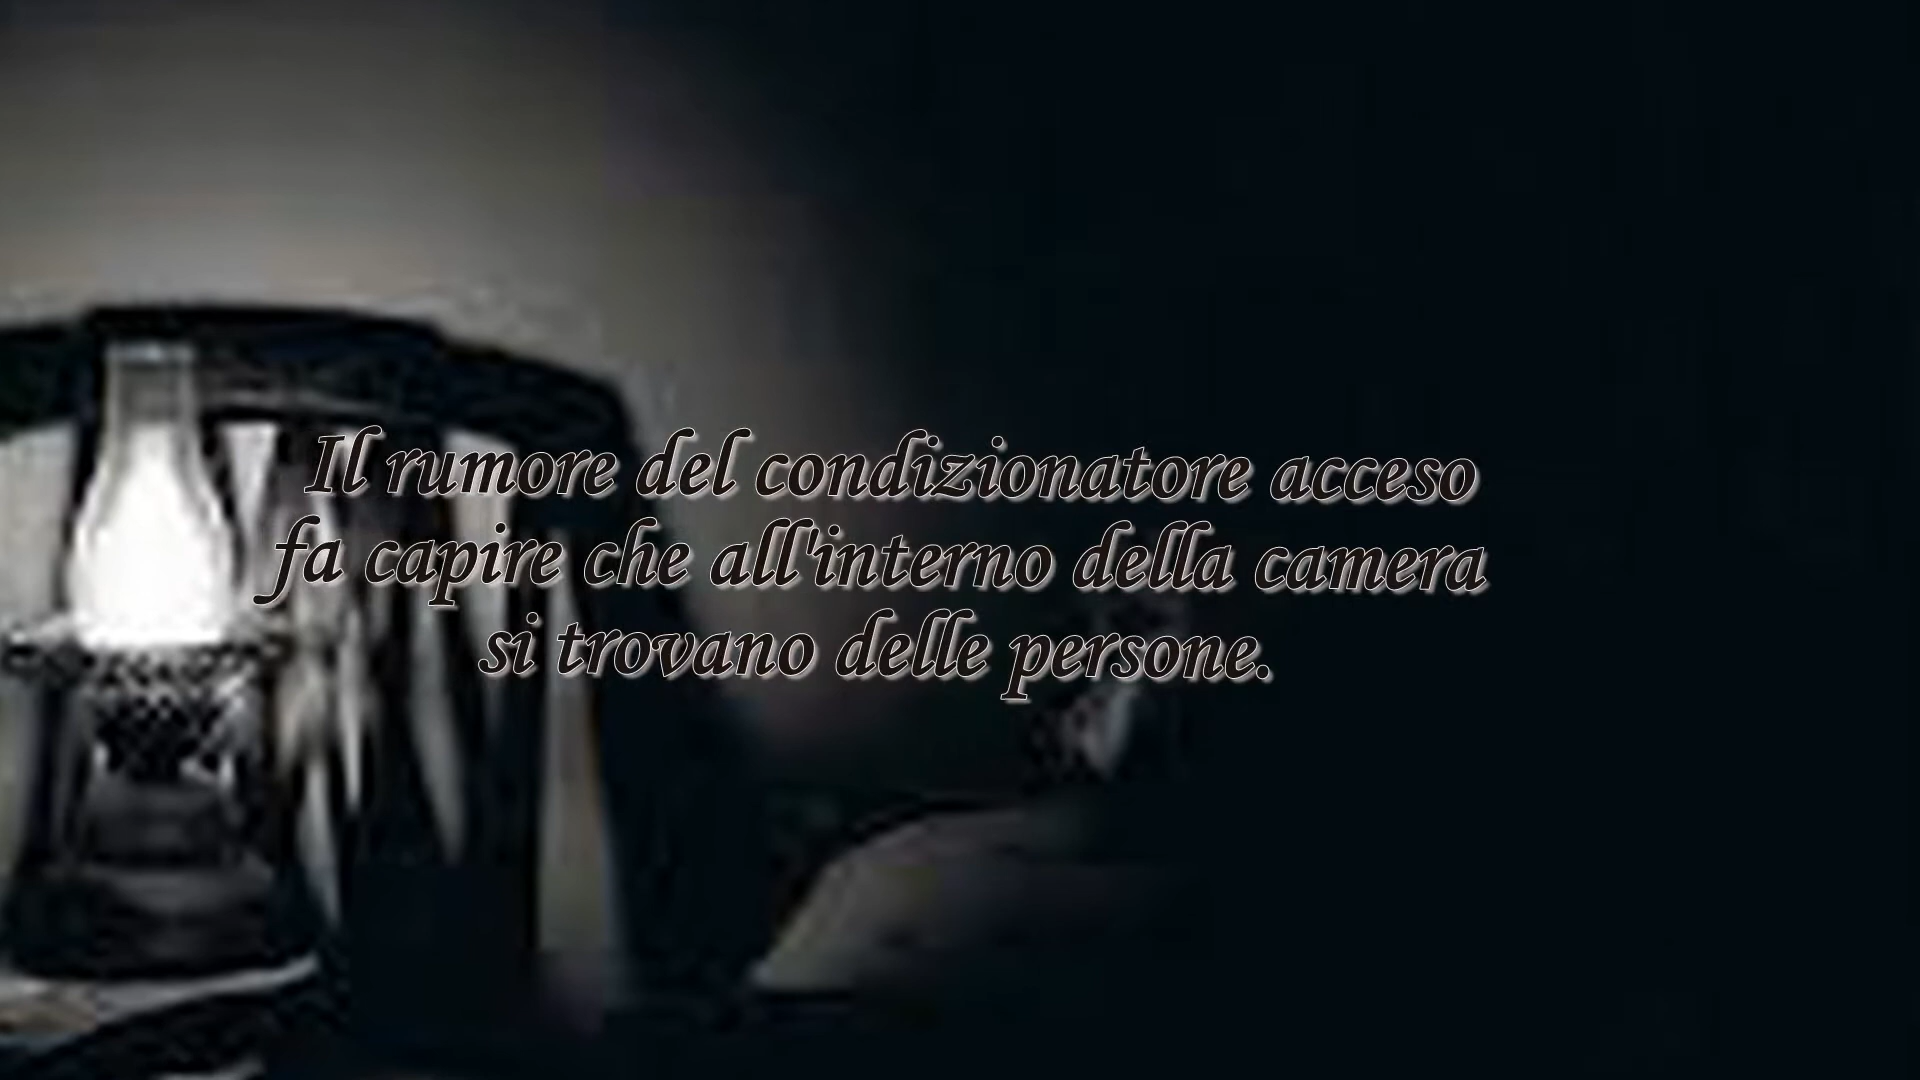 Il rumore del condizionatore acceso
fa capire che all'interno della camera
si trovano delle persone.